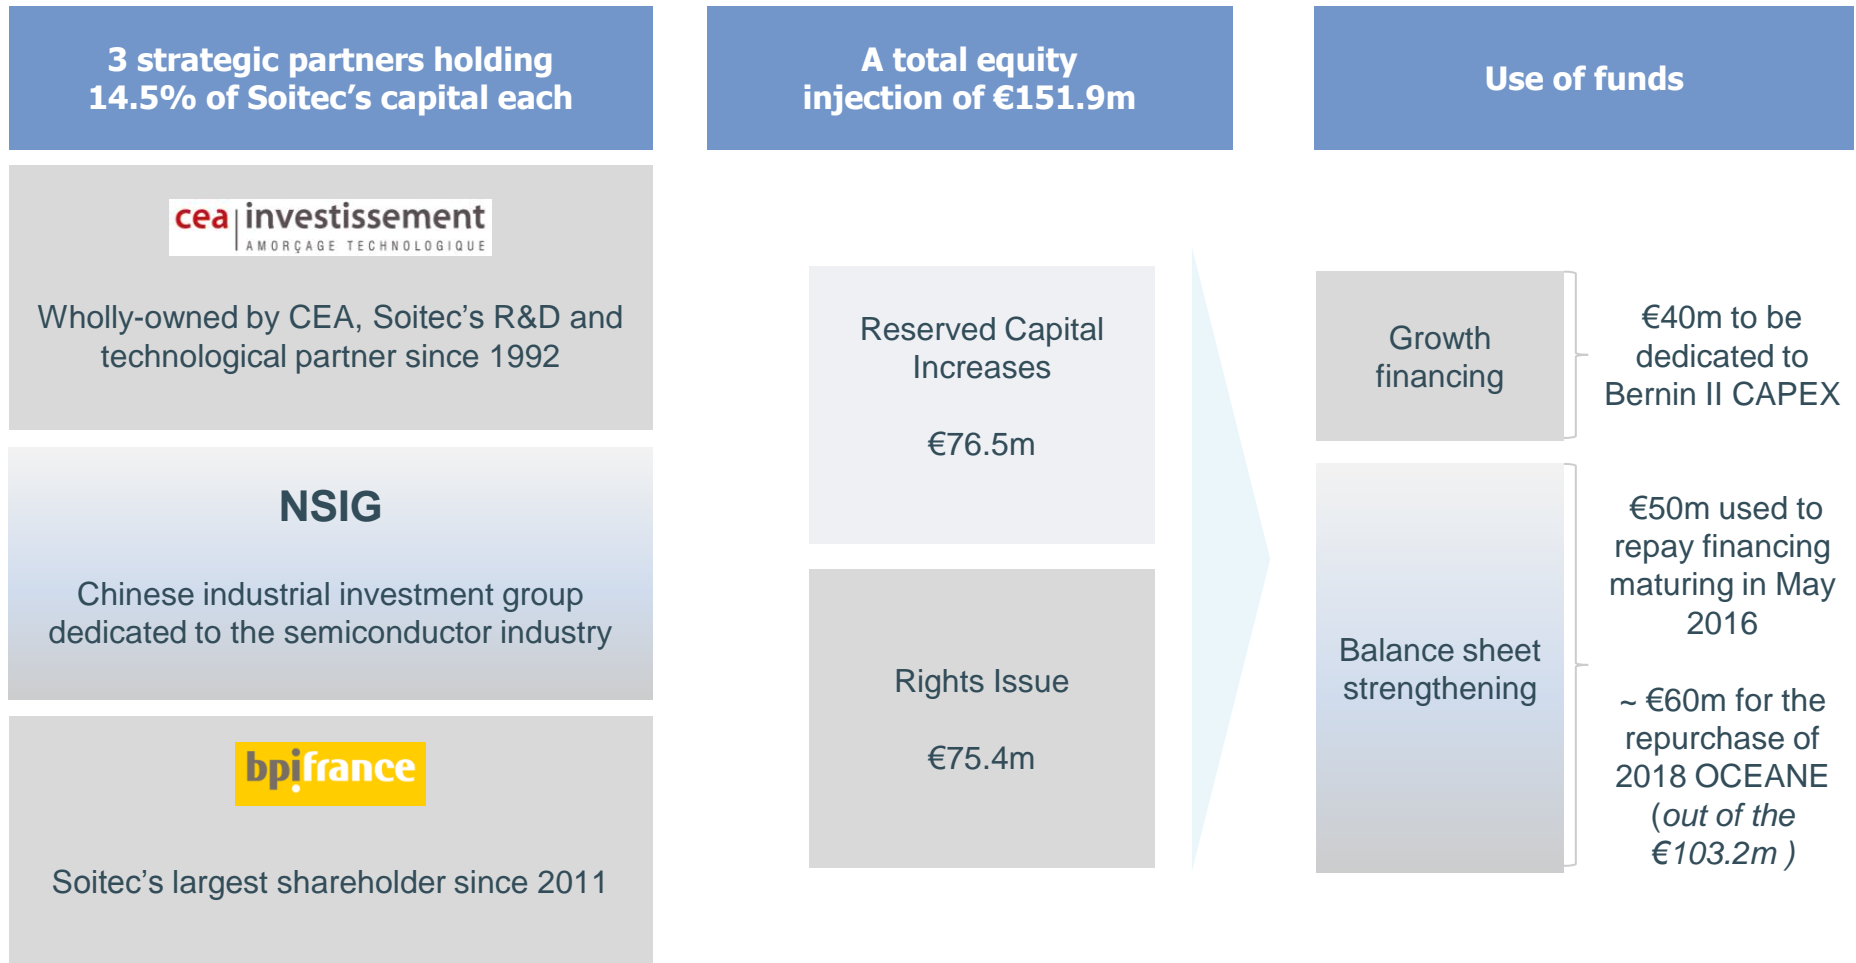 3 strategic partners holding
14.5% of Soitec’s capital each
cea investissement
AMORÇAGE TECHNOLOGIQUE
Wholly-owned by CEA, Soitec’s R&D and
technological partner since 1992
NSIG
Chinese industrial investment group
dedicated to the semiconductor industry
bpifrance
Soitec’s largest shareholder since 2011
A total equity
injection of €151.9m
Reserved Capital
Increases
€76.5m
Rights Issue
€75.4m
Use of funds
Growth
financing
€40m to be
dedicated to
Bernin II CAPEX
Balance sheet
strengthening
€50m used to
repay financing
maturing in May
2016
~ €60m for the
repurchase of
2018 OCEANE
(out of the
€103.2m )